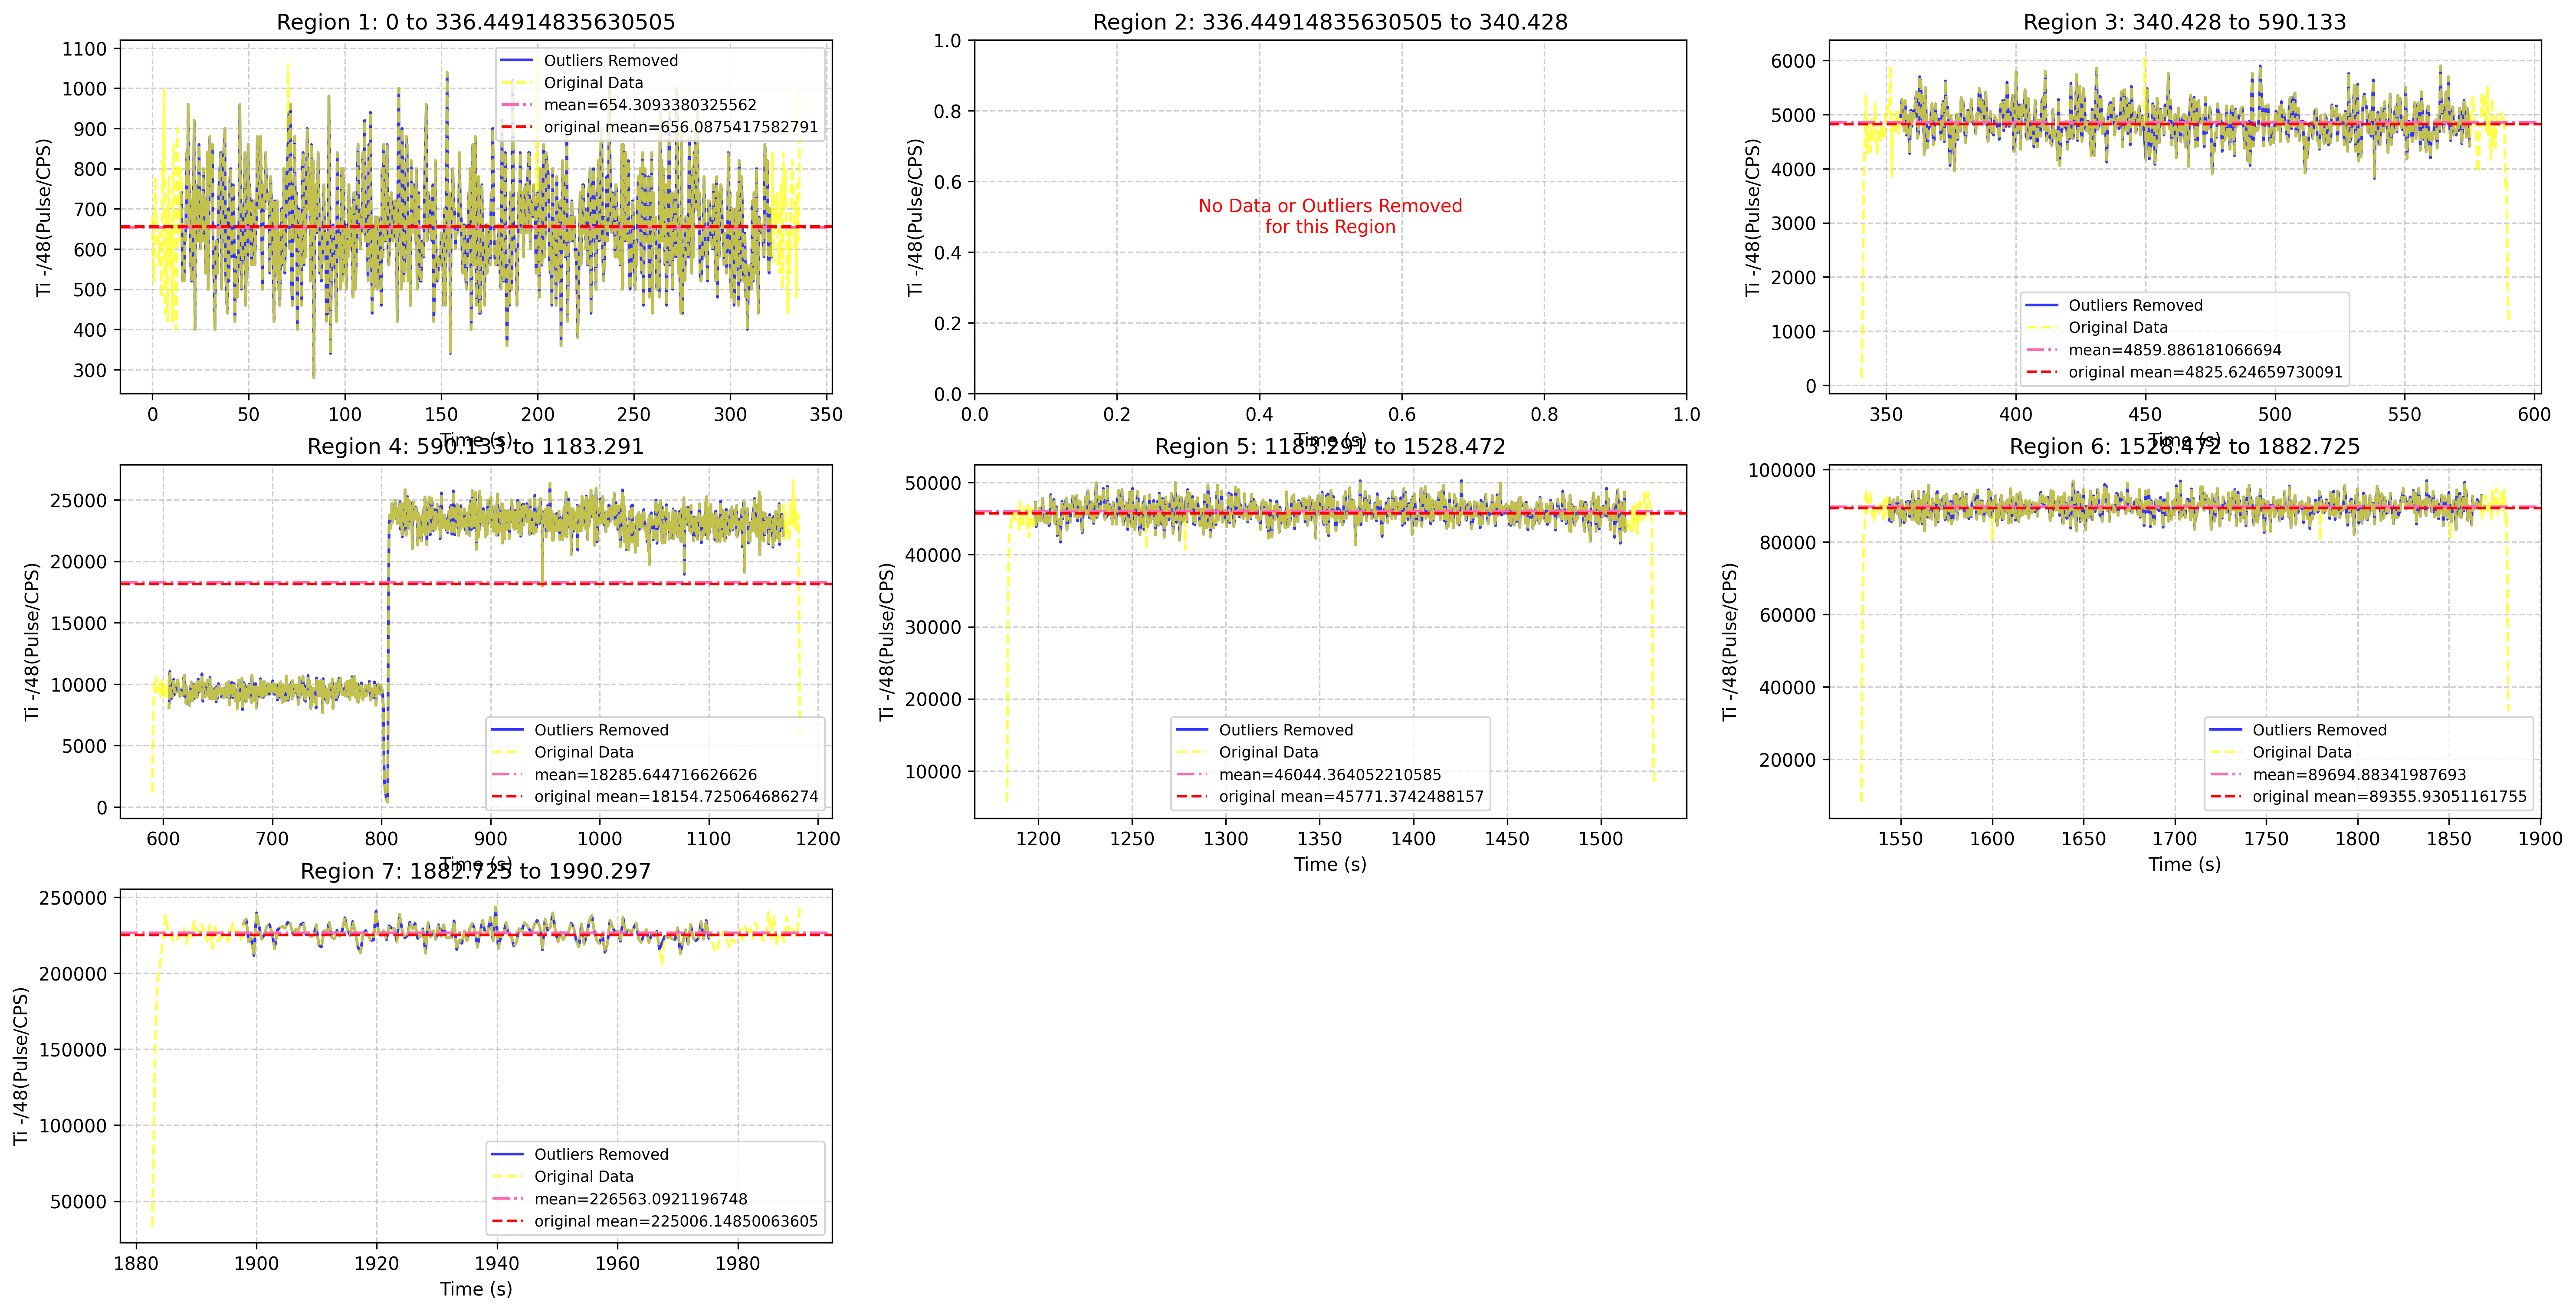 Region 1: 0 to 336.44914835630505
Ti -/48(Pulse/CPS)
1100
1000
900
800
700
600
500
400
300
Outliers Removed
Original Data
mean=654.3093380325562
original mean=656.0875417582791
0 50 100 150 200 250 300 350
Time (s)
Region 2: 336.44914835630505 to 340.428
Ti -/48(Pulse/CPS)
1.0
0.8
0.6
0.4
0.2
0.0
No Data or Outliers Removed
for this Region
0.0 0.2 0.4 0.6 0.8 1.0
Time (s)
Region 3: 340.428 to 590.133
Ti -/48(Pulse/CPS)
6000
5000
4000
3000
2000
1000
0
Outliers Removed
Original Data
mean=4859.886181066694
original mean=4825.624659730091
350 400 450 500 550 600
Time (s)
Region 4: 590.133 to 1183.291
Ti -/48(Pulse/CPS)
25000
20000
15000
10000
5000
0
Outliers Removed
Original Data
mean=18285.644716626626
original mean=18154.725064686274
600 700 800 900 1000 1100 1200
Time (s)
Region 5: 1183.291 to 1528.472
Ti -/48(Pulse/CPS)
50000
40000
30000
20000
10000
Outliers Removed
Original Data
mean=46044.364052210585
original mean=45771.3742488157
1200 1250 1300 1350 1400 1450 1500
Time (s)
Region 6: 1528.472 to 1882.725
Ti -/48(Pulse/CPS)
100000
80000
60000
40000
20000
Outliers Removed
Original Data
mean=89694.88341987693
original mean=89355.93051161755
1550 1600 1650 1700 1750 1800 1850 1900
Time (s)
Region 7: 1882.725 to 1990.297
Ti -/48(Pulse/CPS)
250000
200000
150000
100000
50000
Outliers Removed
Original Data
mean=226563.0921196748
original mean=225006.14850063605
1880 1900 1920 1940 1960 1980
Time (s)